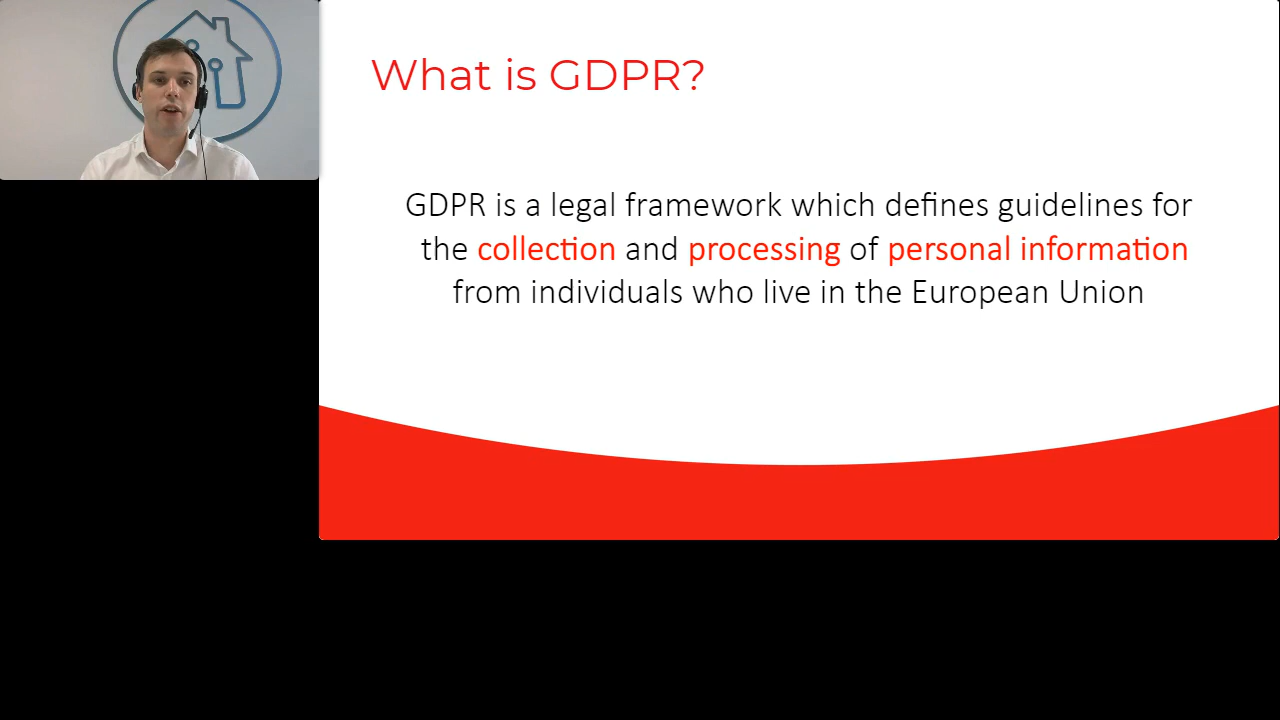 What is GDPR?
GDPR is a legal framework which defines guidelines for
the collection and processing of personal information
from individuals who live in the European Union